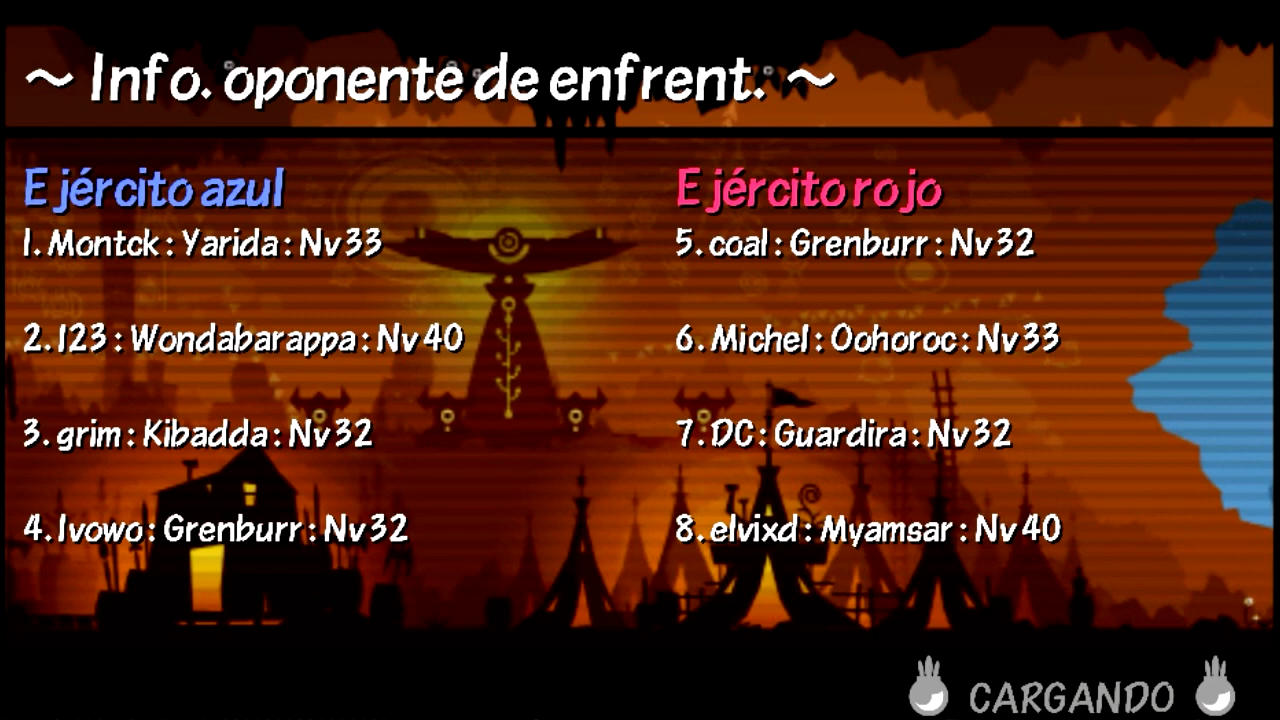 ~ Info. oponente de enfrent. ~
Ejército azul
1. Montck : Yarida : Nv33
2. 123 : Wondabarappa : Nv40
3. grim : Kibadda : Nv32
4. lvowo : Grenburr : Nv32
Ejército rojo
5. coal : Grenburr : Nv32
6. Michel : Oohoroc : Nv33
7. DC : Guardira : Nv32
8. elvixd : Myamsar : Nv40
CARGANDO